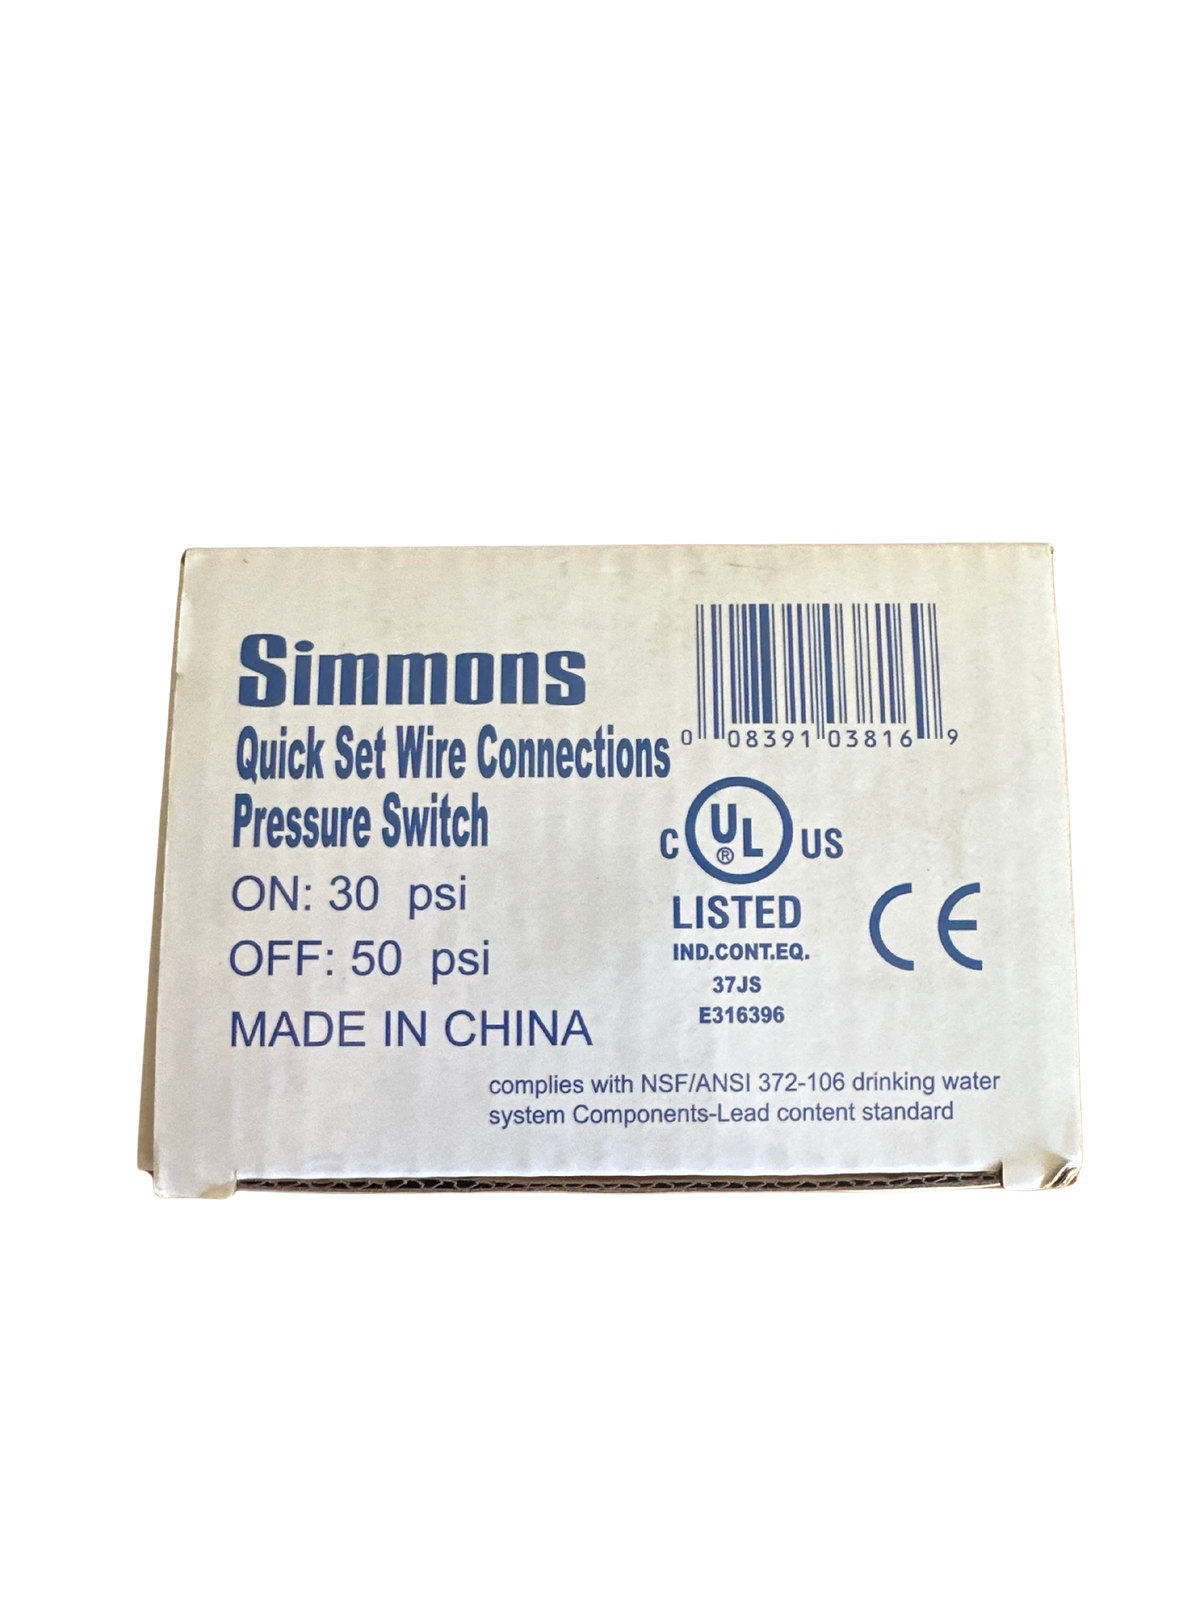 Simmons
Quick Set Wire Connections
Pressure Switch
ON: 30 psi
OFF: 50 psi
MADE IN CHINA
0 08391 03816 9
C UL® US
LISTED
IND.CONT.EQ.
37JS
E316396
CE
complies with NSF/ANSI 372-106 drinking water
system Components-Lead content standard